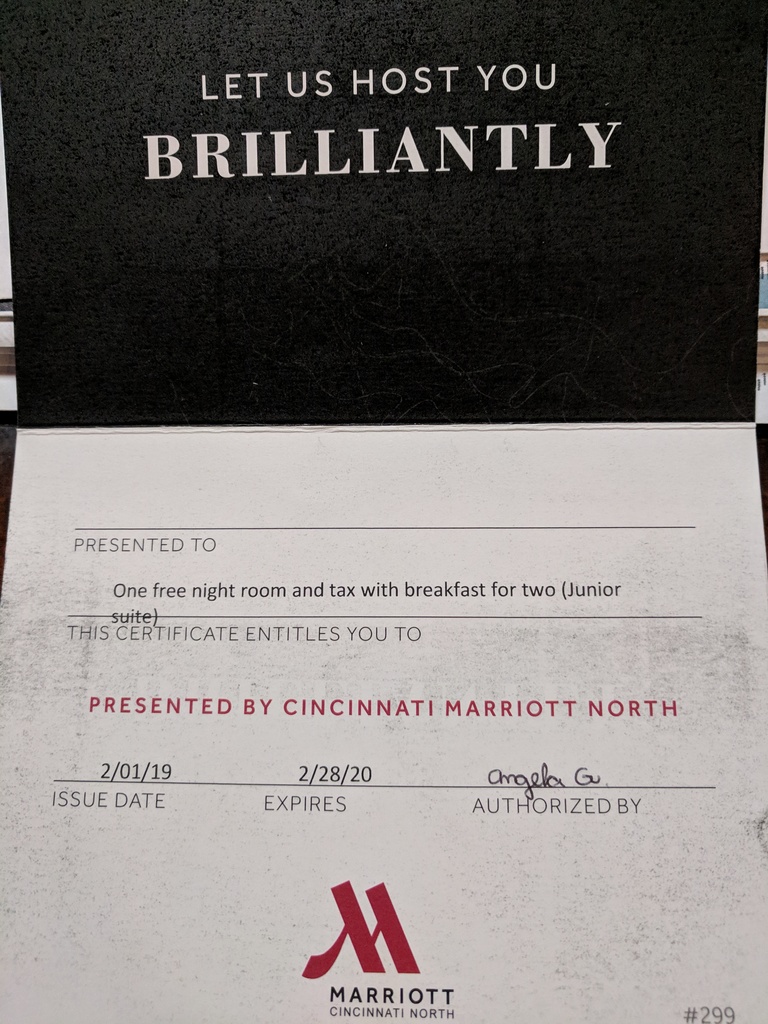 LET US HOST YOU
BRILLIANTLY
PRESENTED TO
One free night room and tax with breakfast for two (Junior
suite)
THIS CERTIFICATE ENTITLES YOU TO
PRESENTED BY CINCINNATI MARRIOTT NORTH
2/01/19 2/28/20 Angela G.
ISSUE DATE EXPIRES AUTHORIZED BY
MARRIOTT
CINCINNATI NORTH
#299